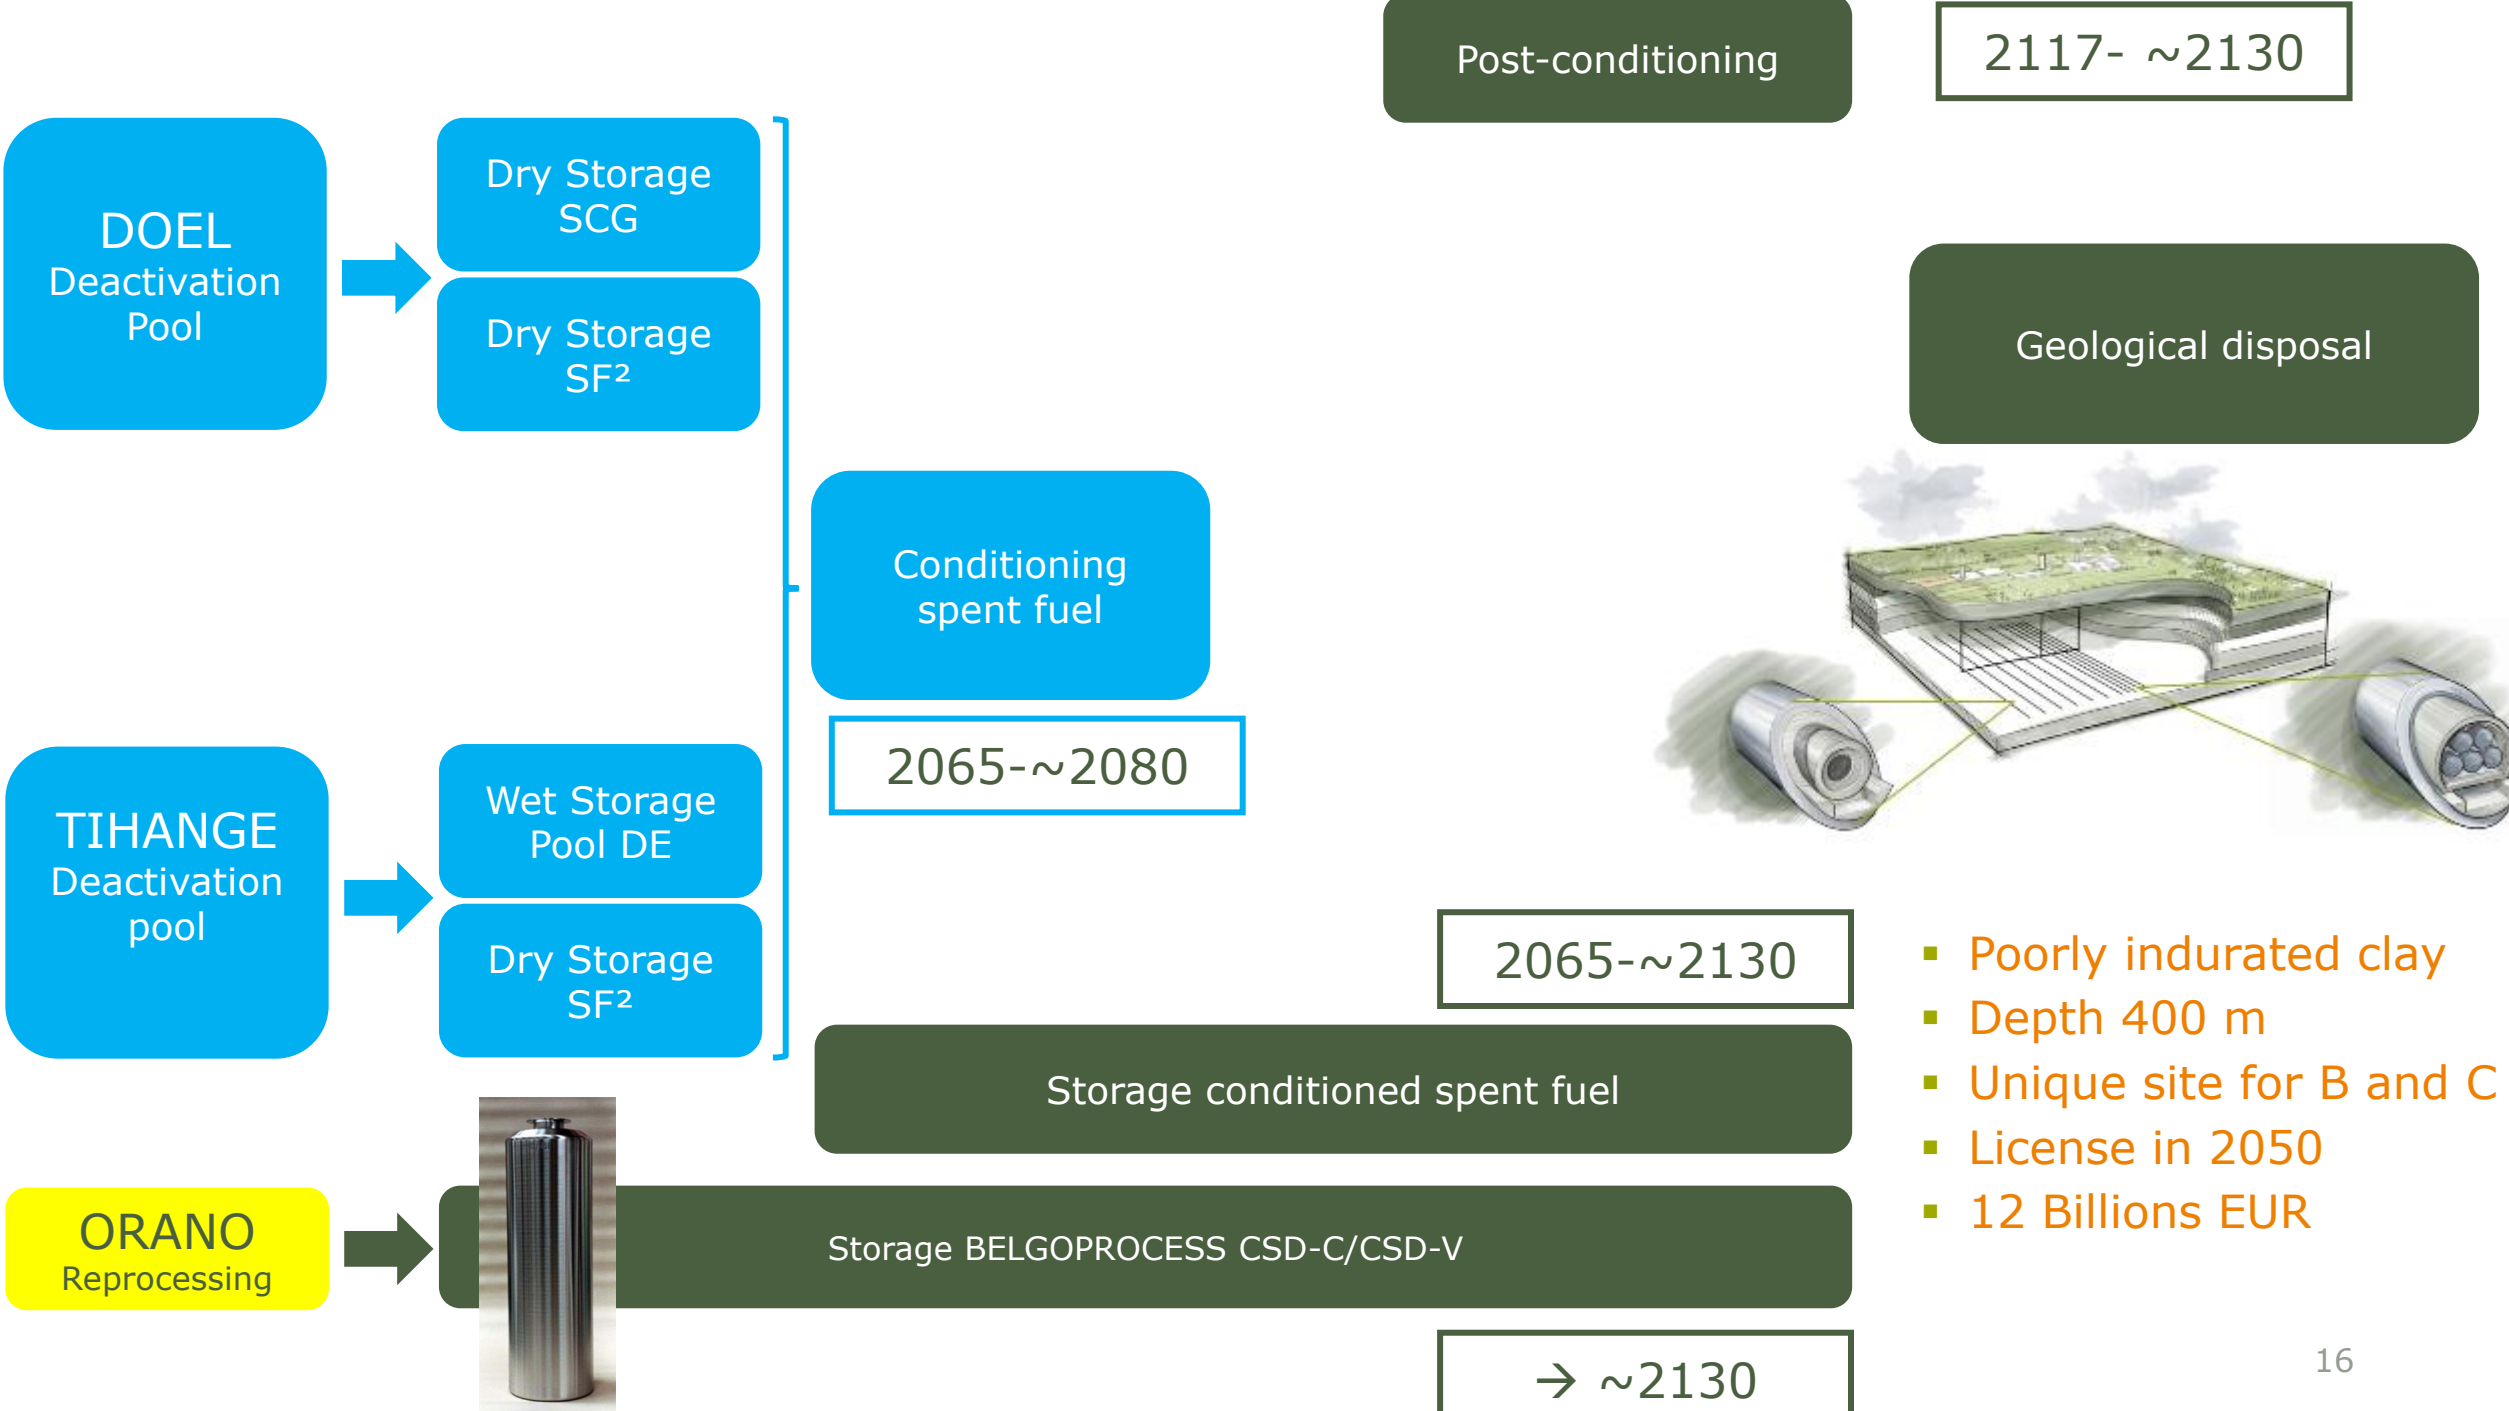 Post-conditioning
2117- ~2130
DOEL
Deactivation
Pool
Dry Storage
SCG
Dry Storage
SF²
Geological disposal
Conditioning
spent fuel
2065-~2080
TIHANGE
Deactivation
pool
Wet Storage
Pool DE
Dry Storage
SF²
2065-~2130
Storage conditioned spent fuel
ORANO
Reprocessing
Storage BELGOPROCESS CSD-C/CSD-V
→ ~2130
▪ Poorly indurated clay
▪ Depth 400 m
▪ Unique site for B and C
▪ License in 2050
▪ 12 Billions EUR
16